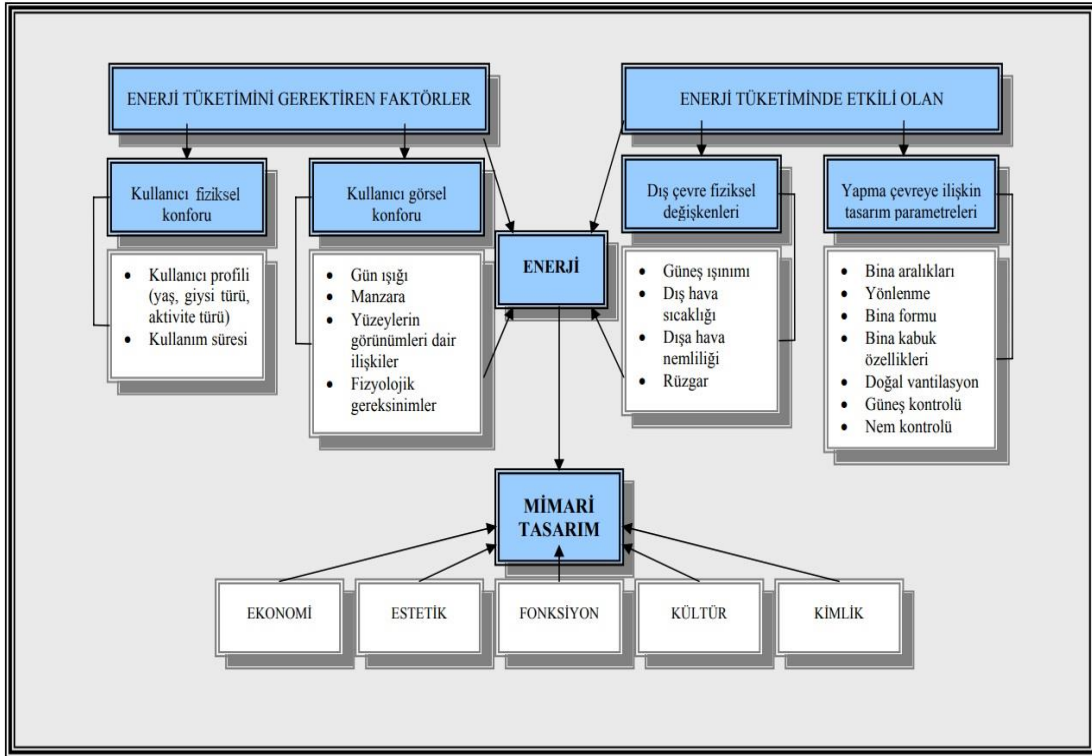 ENERJİ TÜKETİMİNİ GEREKTİREN FAKTÖRLER
ENERJİ TÜKETİMİNDE ETKİLİ OLAN
Kullanıcı fiziksel
konforu
Kullanıcı görsel
konforu
Dış çevre fiziksel
değişkenleri
Yapma çevreye ilişkin
tasarım parametreleri
• Kullanıcı profili
(yaş, giysi türü,
aktivite türü)
• Kullanım süresi
• Gün ışığı
• Manzara
• Yüzeylerin
görünümleri dair
ilişkiler
• Fizyolojik
gereksinimler
ENERJİ
• Güneş ışınımı
• Dış hava
sıcaklığı
• Dışa hava
nemliliği
• Rüzgar
• Bina aralıkları
• Yönlenme
• Bina formu
• Bina kabuk
özellikleri
• Doğal vantilasyon
• Güneş kontrolü
• Nem kontrolü
MİMARİ
TASARIM
EKONOMİ
ESTETİK
FONKSİYON
KÜLTÜR
KİMLİK